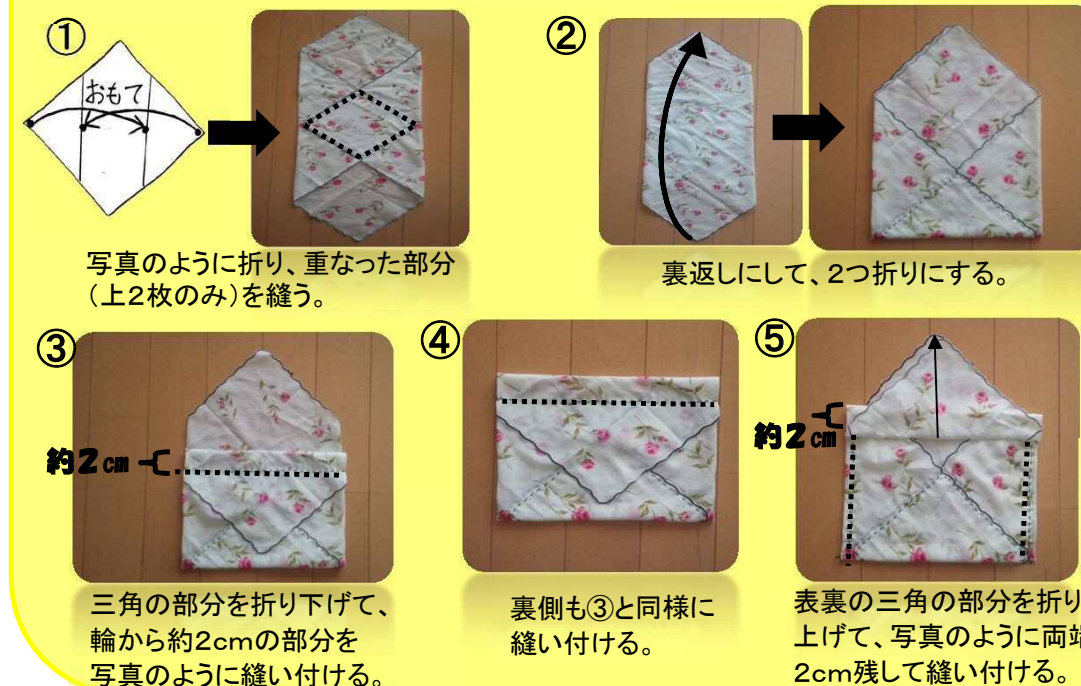 ①
おもて
写真のように折り、重なった部分
(上2枚のみ)を縫う。
②
裏返しにして、2つ折りにする。
③
約2cm
三角の部分を折り下げて、
輪から約2cmの部分を
写真のように縫い付ける。
④
裏側も③と同様に
縫い付ける。
⑤
約2cm
表裏の三角の部分を折り
上げて、写真のように両端
2cm残して縫い付ける。